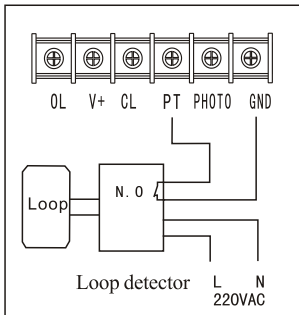 OL V+ CL PT PHOTO GND
N.O
Loop
Loop detector
L N
220VAC